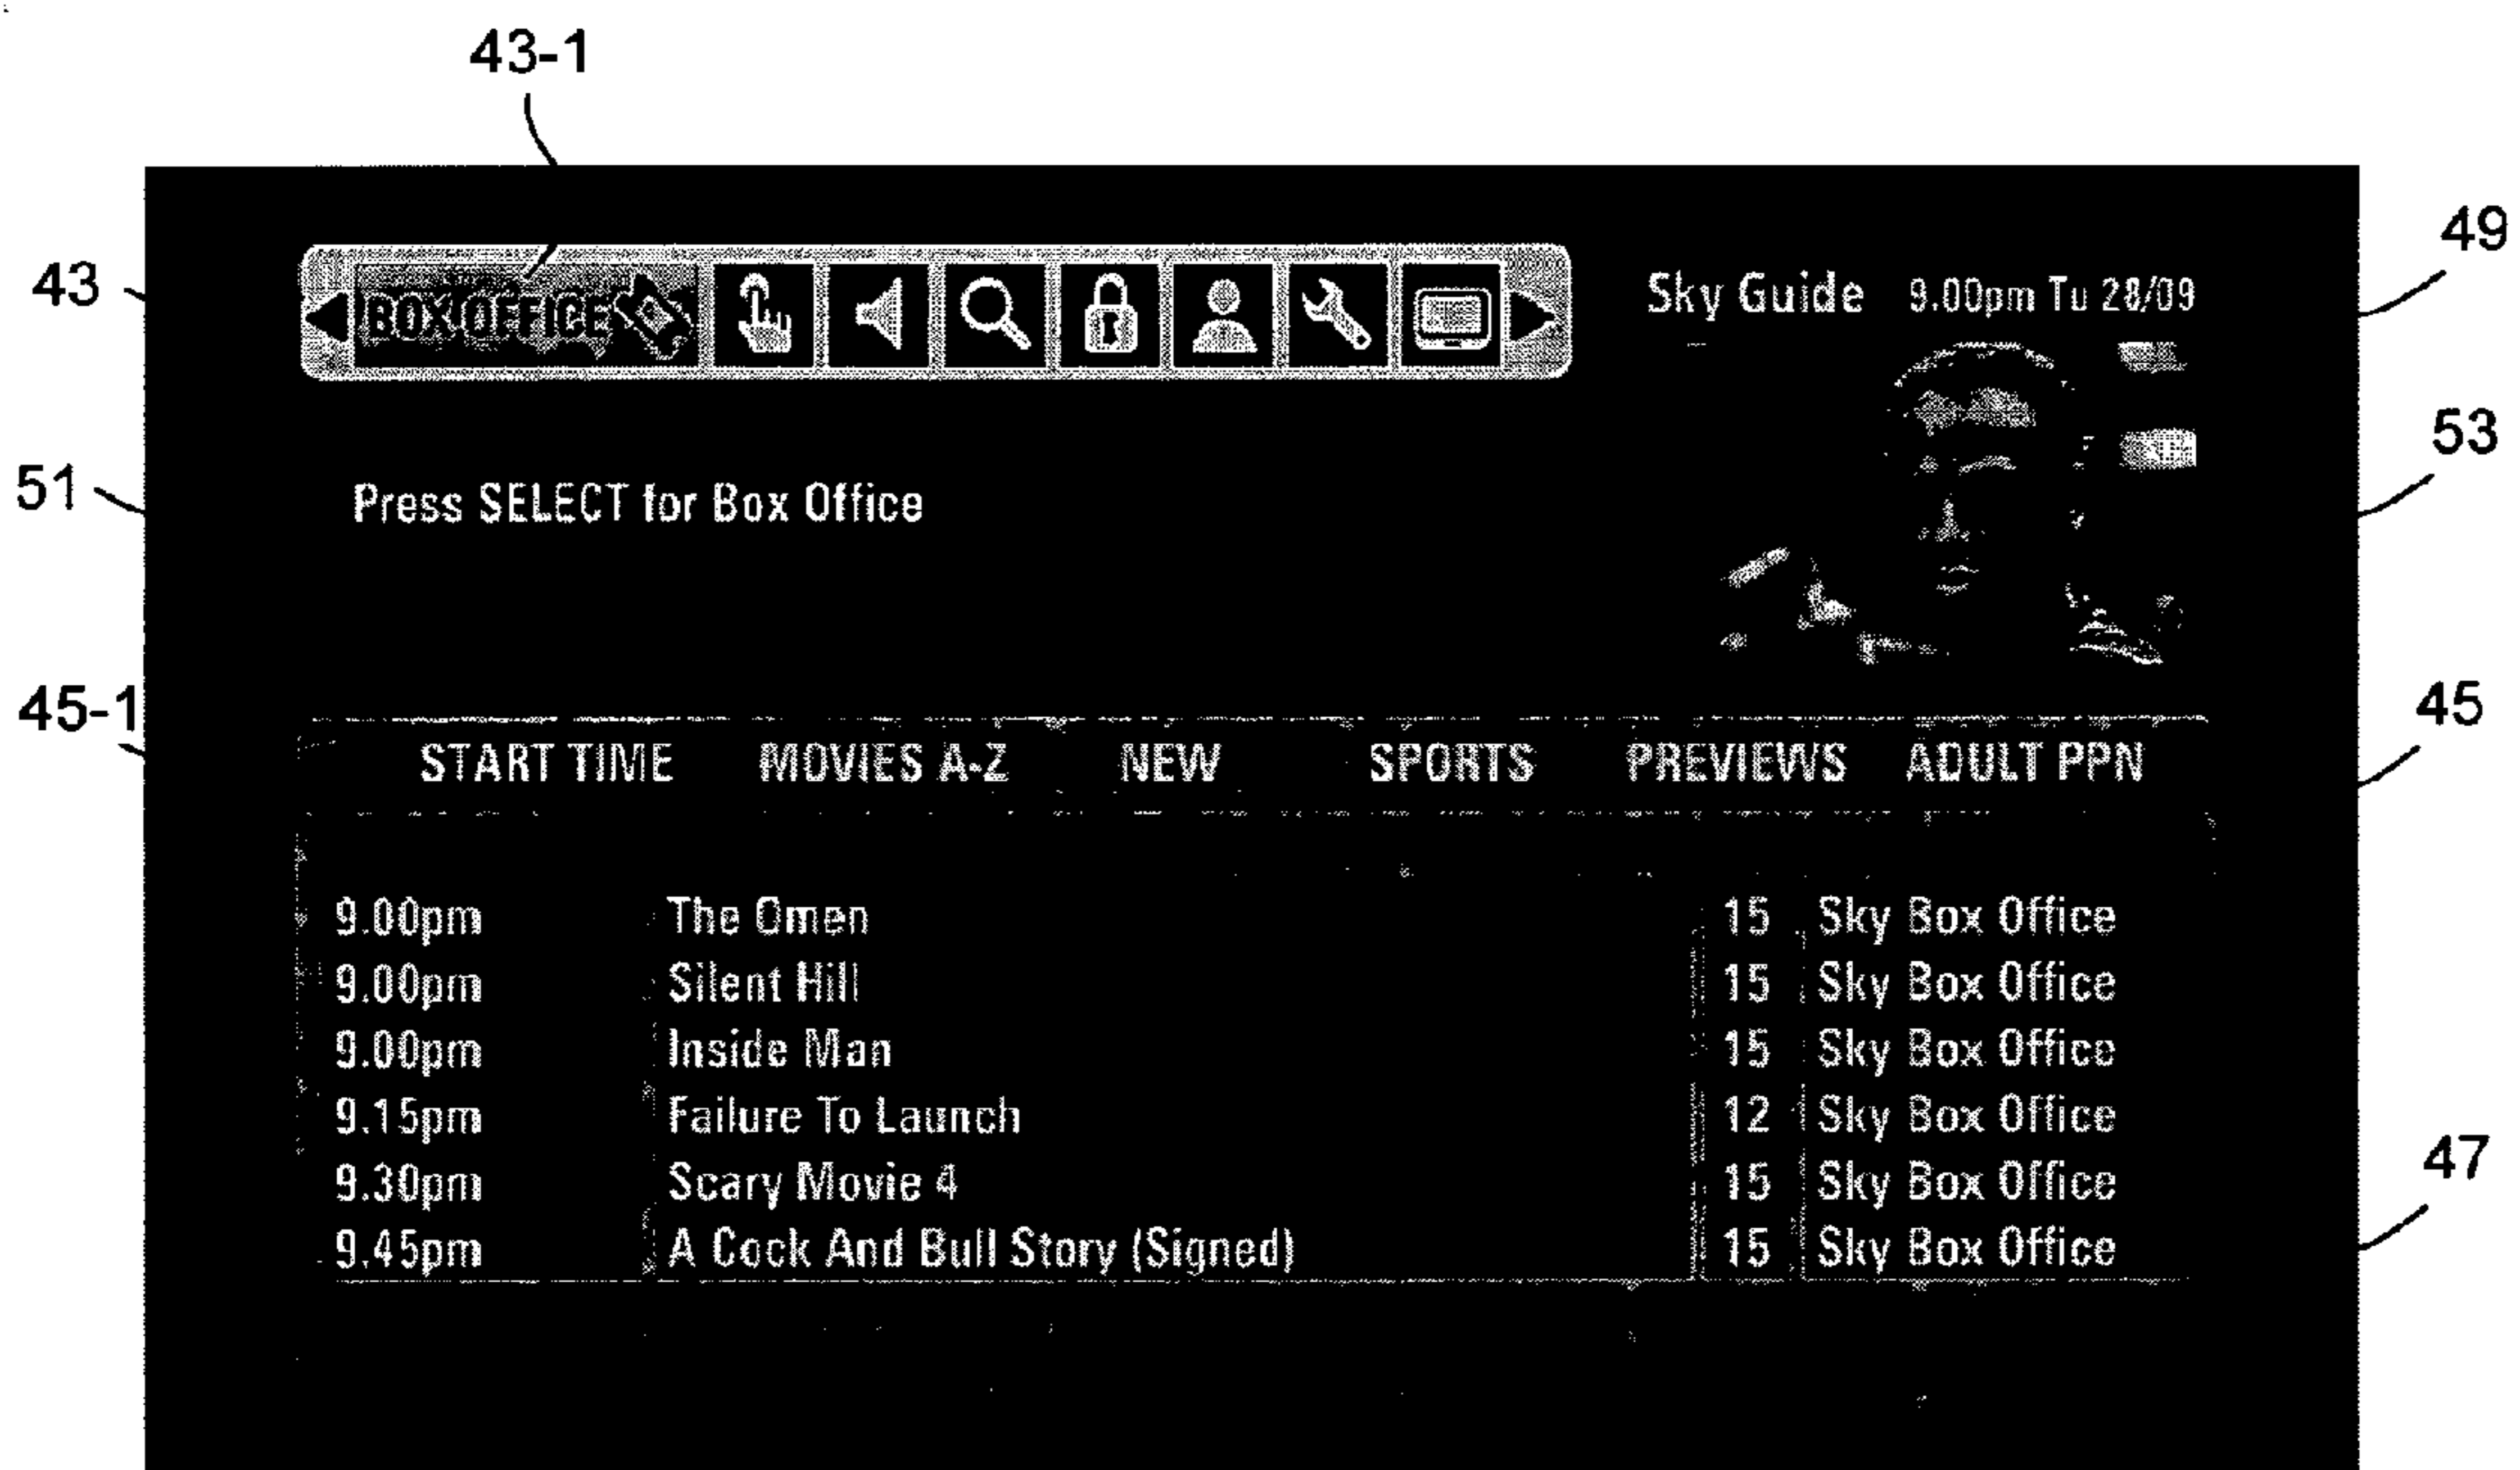 43-1
49
43
BOX OFFICE
Sky Guide 9.00pm Tu 28/09
53
51
Press SELECT for Box Office
45-1
45
START TIME MOVIES A-Z NEW SPORTS PREVIEWS ADULT PPN
9.00pm The Omen 15 Sky Box Office
9.00pm Silent Hill 15 Sky Box Office
9.00pm Inside Man 15 Sky Box Office
9.15pm Failure To Launch 12 Sky Box Office
47
9.30pm Scary Movie 4 15 Sky Box Office
9.45pm A Cock And Bull Story (Signed) 15 Sky Box Office